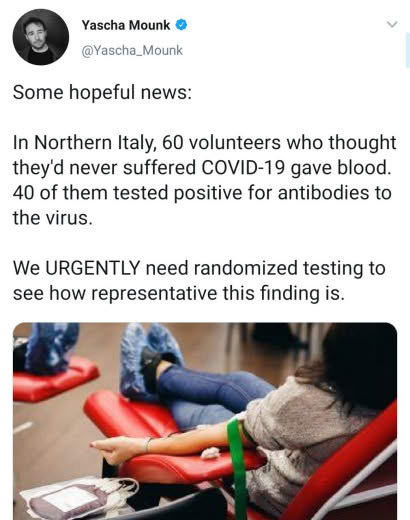 Yascha Mounk
@Yascha_Mounk
Some hopeful news:
In Northern Italy, 60 volunteers who thought
they'd never suffered COVID-19 gave blood.
40 of them tested positive for antibodies to
the virus.
We URGENTLY need randomized testing to
see how representative this finding is.